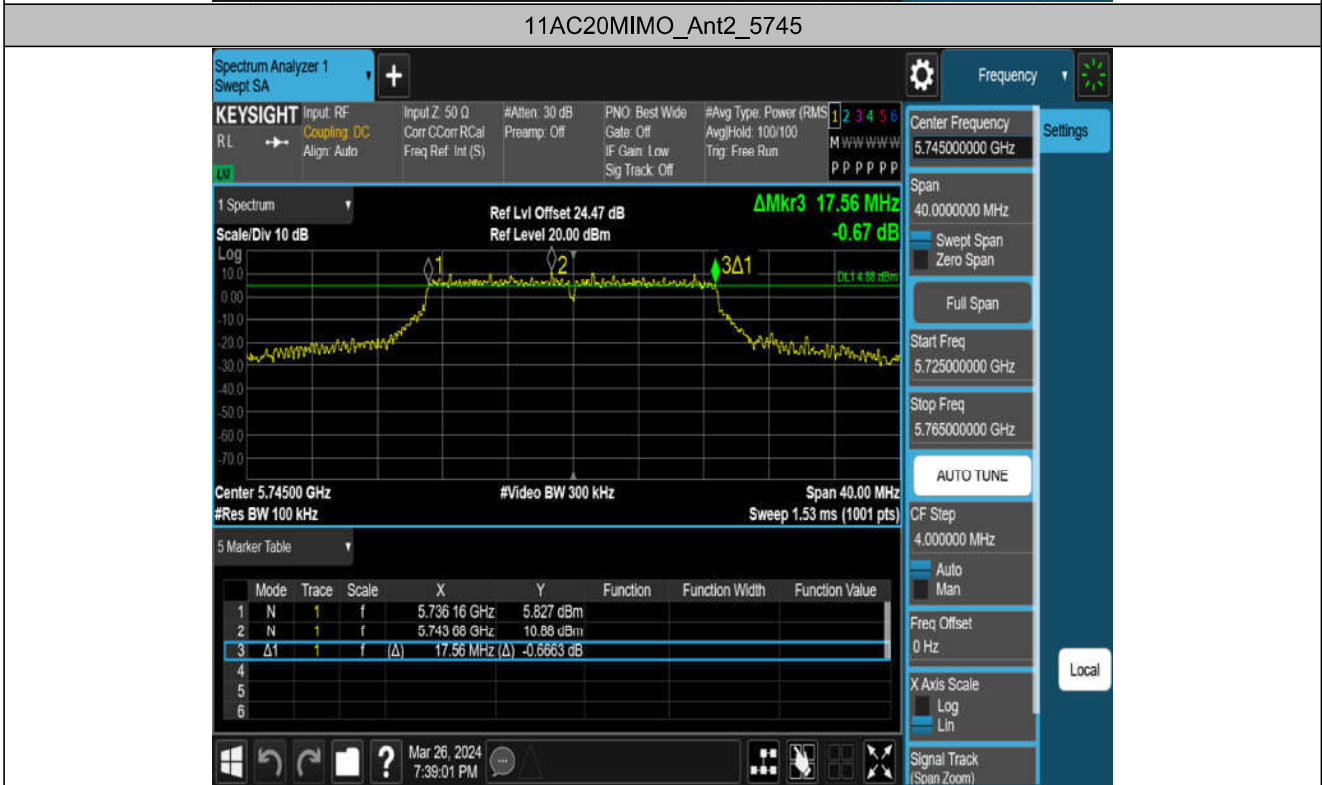 11AC20MIMO_Ant2_5745
Spectrum Analyzer 1
Swept SA
+
Frequency
KEYSIGHT
RL
LXI
Input: RF
Coupling: DC
Align: Auto
Input Z: 50 Ω
Corr CCorr RCal
Freq Ref: Int (S)
#Atten: 30 dB
Preamp: Off
PNO: Best Wide
Gate: Off
IF Gain: Low
Sig Track: Off
#Avg Type: Power (RMS
Avg|Hold: 100/100
Trig: Free Run
1 2 3 4 5 6
M W W W W W
P P P P P P
1 Spectrum
Scale/Div 10 dB
Ref Lvl Offset 24.47 dB
Ref Level 20.00 dBm
ΔMkr3 17.56 MHz
-0.67 dB
Log
10.0
0.00
-10.0
-20.0
-30.0
-40.0
-50.0
-60.0
-70.0
1
2
3Δ1
DL1 4.88 dBm
Center 5.74500 GHz
#Res BW 100 kHz
#Video BW 300 kHz
Span 40.00 MHz
Sweep 1.53 ms (1001 pts)
5 Marker Table
Mode Trace Scale X Y Function Function Width Function Value
1 N 1 f 5.736 16 GHz 5.827 dBm
2 N 1 f 5.743 68 GHz 10.88 dBm
3 Δ1 1 f (Δ) 17.56 MHz (Δ) -0.6663 dB
4
5
6
Mar 26, 2024
7:39:01 PM
?
Center Frequency
5.745000000 GHz
Settings
Span
40.0000000 MHz
Swept Span
Zero Span
Full Span
Start Freq
5.725000000 GHz
Stop Freq
5.765000000 GHz
AUTO TUNE
CF Step
4.000000 MHz
Auto
Man
Freq Offset
0 Hz
Local
X Axis Scale
Log
Lin
Signal Track
(Span Zoom)